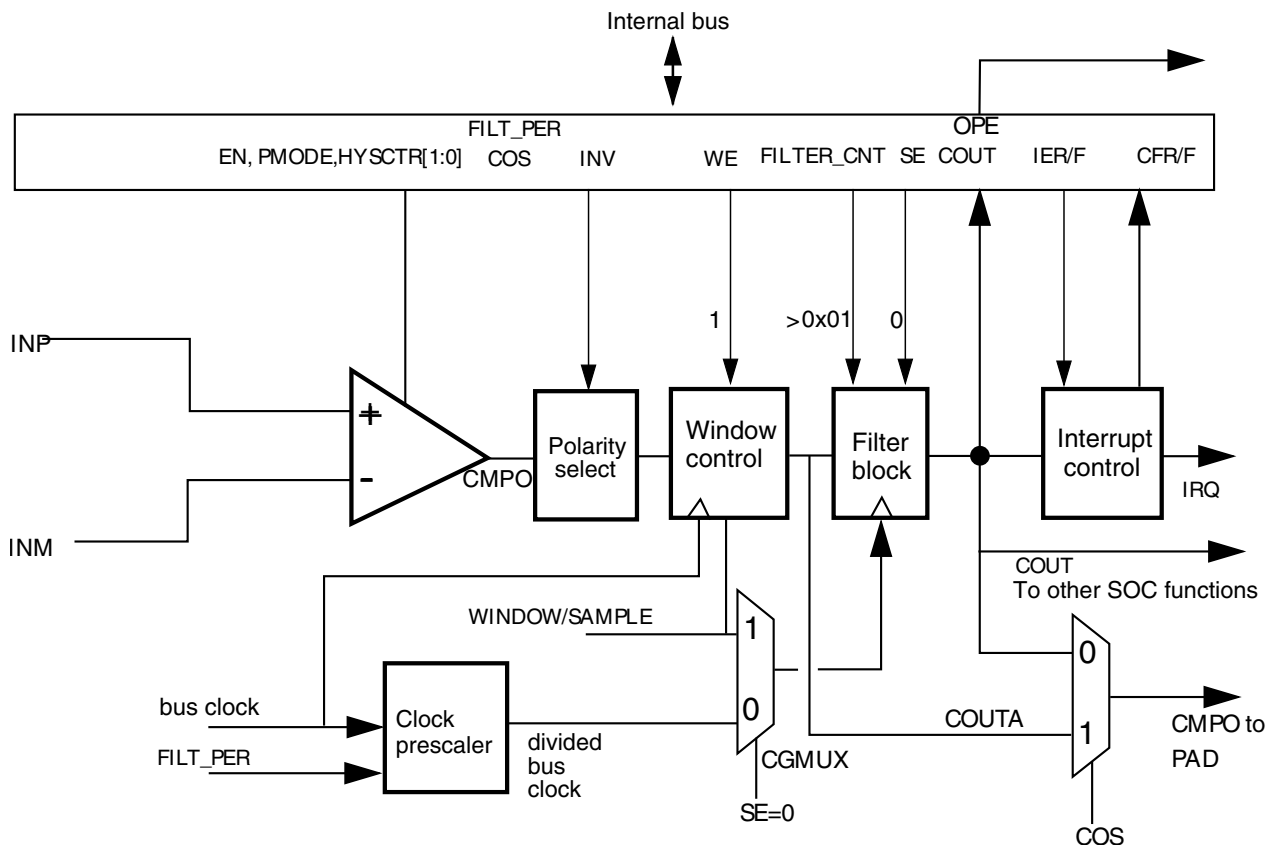 Internal bus
FILT_PER
OPE
EN, PMODE,HYSCTR[1:0]
COS
INV
WE
FILTER_CNT
SE
COUT
IER/F
CFR/F
1
>0x01
0
INP
+
-
INM
CMPO
Polarity
select
Window
control
Filter
block
Interrupt
control
IRQ
COUT
To other SOC functions
WINDOW/SAMPLE
1
0
CGMUX
SE=0
bus clock
FILT_PER
Clock
prescaler
divided
bus
clock
COUTA
0
1
CMPO to
PAD
COS